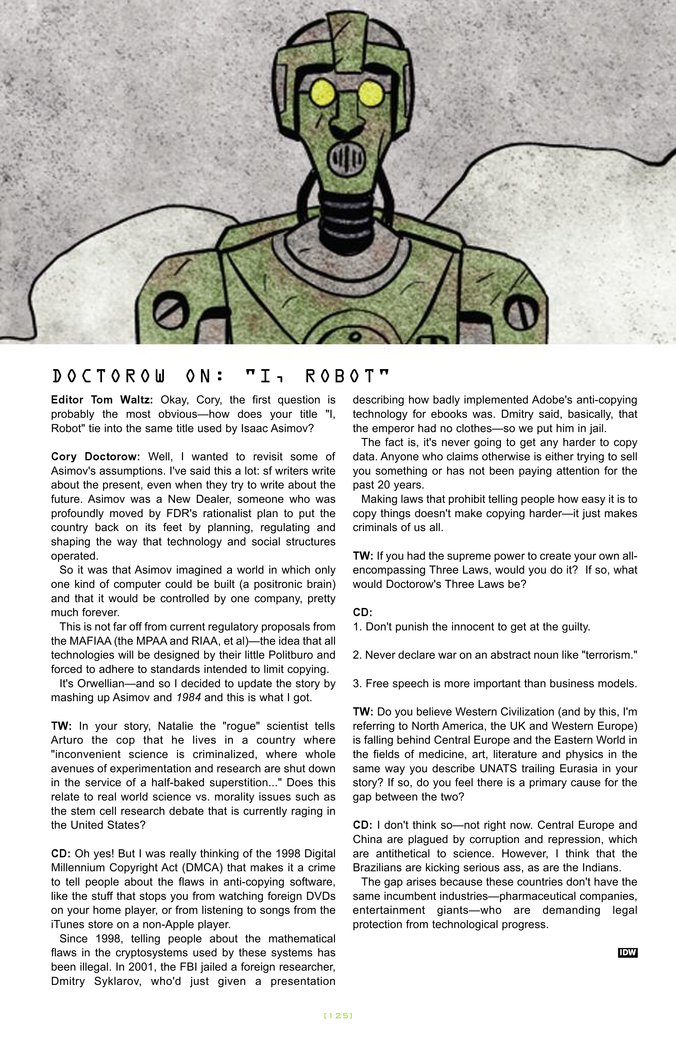 DOCTOROW ON: "I, ROBOT"
Editor Tom Waltz: Okay, Cory, the first question is
probably the most obvious—how does your title "I,
Robot" tie into the same title used by Isaac Asimov?
Cory Doctorow: Well, I wanted to revisit some of
Asimov's assumptions. I've said this a lot: sf writers write
about the present, even when they try to write about the
future. Asimov was a New Dealer, someone who was
profoundly moved by FDR's rationalist plan to put the
country back on its feet by planning, regulating and
shaping the way that technology and social structures
operated.
So it was that Asimov imagined a world in which only
one kind of computer could be built (a positronic brain)
and that it would be controlled by one company, pretty
much forever.
This is not far off from current regulatory proposals from
the MAFIAA (the MPAA and RIAA, et al)—the idea that all
technologies will be designed by their little Politburo and
forced to adhere to standards intended to limit copying.
It's Orwellian—and so I decided to update the story by
mashing up Asimov and 1984 and this is what I got.
TW: In your story, Natalie the "rogue" scientist tells
Arturo the cop that he lives in a country where
"inconvenient science is criminalized, where whole
avenues of experimentation and research are shut down
in the service of a half-baked superstition..." Does this
relate to real world science vs. morality issues such as
the stem cell research debate that is currently raging in
the United States?
CD: Oh yes! But I was really thinking of the 1998 Digital
Millennium Copyright Act (DMCA) that makes it a crime
to tell people about the flaws in anti-copying software,
like the stuff that stops you from watching foreign DVDs
on your home player, or from listening to songs from the
iTunes store on a non-Apple player.
Since 1998, telling people about the mathematical
flaws in the cryptosystems used by these systems has
been illegal. In 2001, the FBI jailed a foreign researcher,
Dmitry Syklarov, who'd just given a presentation
describing how badly implemented Adobe's anti-copying
technology for ebooks was. Dmitry said, basically, that
the emperor had no clothes—so we put him in jail.
The fact is, it's never going to get any harder to copy
data. Anyone who claims otherwise is either trying to sell
you something or has not been paying attention for the
past 20 years.
Making laws that prohibit telling people how easy it is to
copy things doesn't make copying harder—it just makes
criminals of us all.
TW: If you had the supreme power to create your own all-
encompassing Three Laws, would you do it? If so, what
would Doctorow's Three Laws be?
CD:
1. Don't punish the innocent to get at the guilty.
2. Never declare war on an abstract noun like "terrorism."
3. Free speech is more important than business models.
TW: Do you believe Western Civilization (and by this, I'm
referring to North America, the UK and Western Europe)
is falling behind Central Europe and the Eastern World in
the fields of medicine, art, literature and physics in the
same way you describe UNATS trailing Eurasia in your
story? If so, do you feel there is a primary cause for the
gap between the two?
CD: I don't think so—not right now. Central Europe and
China are plagued by corruption and repression, which
are antithetical to science. However, I think that the
Brazilians are kicking serious ass, as are the Indians.
The gap arises because these countries don't have the
same incumbent industries—pharmaceutical companies,
entertainment giants—who are demanding legal
protection from technological progress.
IDW
[125]